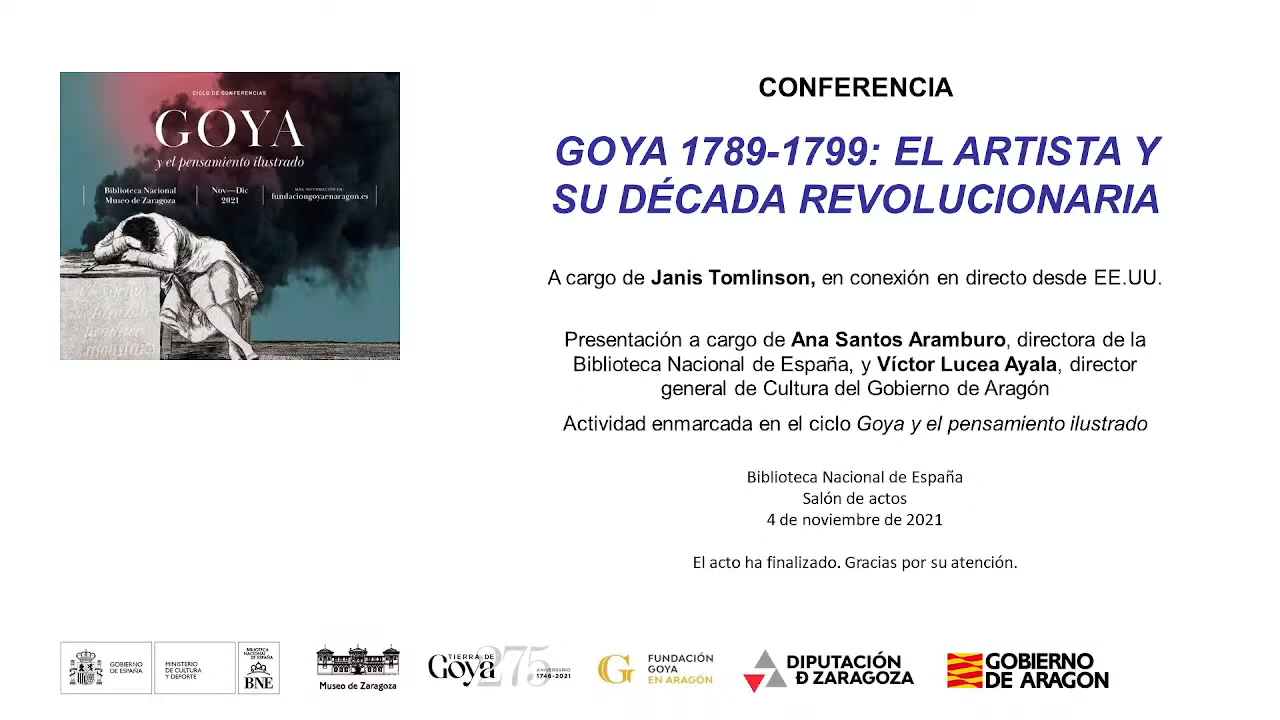 CICLO DE CONFERENCIAS
GOYA
y el pensamiento ilustrado
Biblioteca Nacional
Museo de Zaragoza
Nov—Dic
2021
MÁS INFORMACIÓN EN
fundaciongoyaenaragon.es
CONFERENCIA
GOYA 1789-1799: EL ARTISTA Y
SU DÉCADA REVOLUCIONARIA
A cargo de Janis Tomlinson, en conexión en directo desde EE.UU.
Presentación a cargo de Ana Santos Aramburo, directora de la
Biblioteca Nacional de España, y Víctor Lucea Ayala, director
general de Cultura del Gobierno de Aragón
Actividad enmarcada en el ciclo Goya y el pensamiento ilustrado
Biblioteca Nacional de España
Salón de actos
4 de noviembre de 2021
El acto ha finalizado. Gracias por su atención.
GOBIERNO
DE ESPAÑA
MINISTERIO
DE CULTURA
Y DEPORTE
BIBLIOTECA
NACIONAL
DE ESPAÑA
BNE
Museo de Zaragoza
TIERRA DE
Goya
275
ANIVERSARIO
1746-2021
G
FUNDACIÓN
GOYA
EN ARAGÓN
DIPUTACIÓN
DE ZARAGOZA
GOBIERNO
DE ARAGON